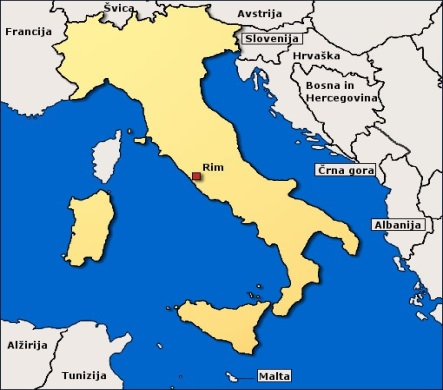 Švica
Avstrija
Francija
Slovenija
Hrvaška
Bosna in
Hercegovina
Rim
Črna gora
Albanija
Alžirija
Tunizija
Malta